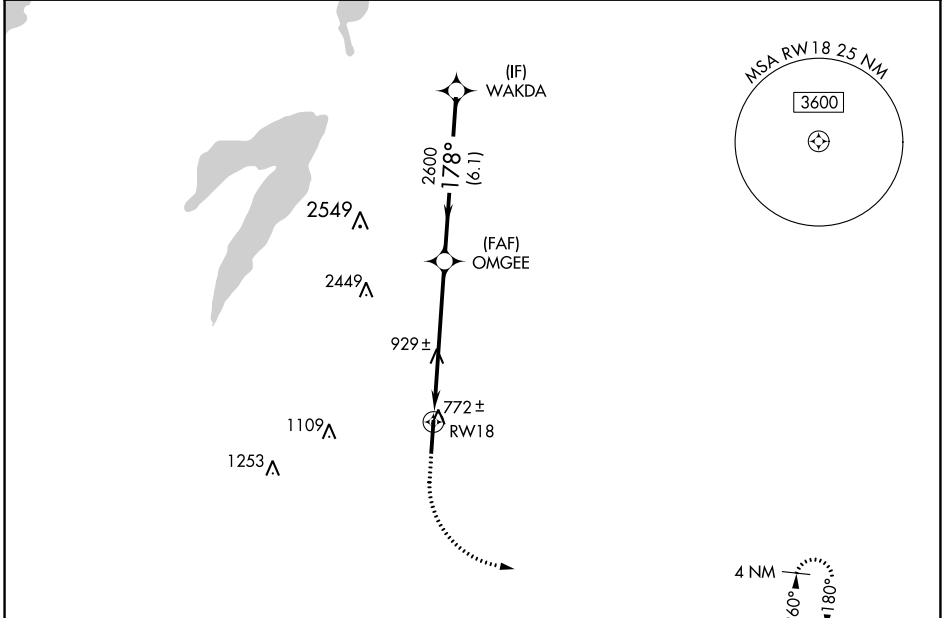 MSA RW18 25 NM
3600
(IF)
WAKDA
2600
178°
(6.1)
2549
(FAF)
OMGEE
2449
929±
772±
RW18
1109
1253
4 NM
180°